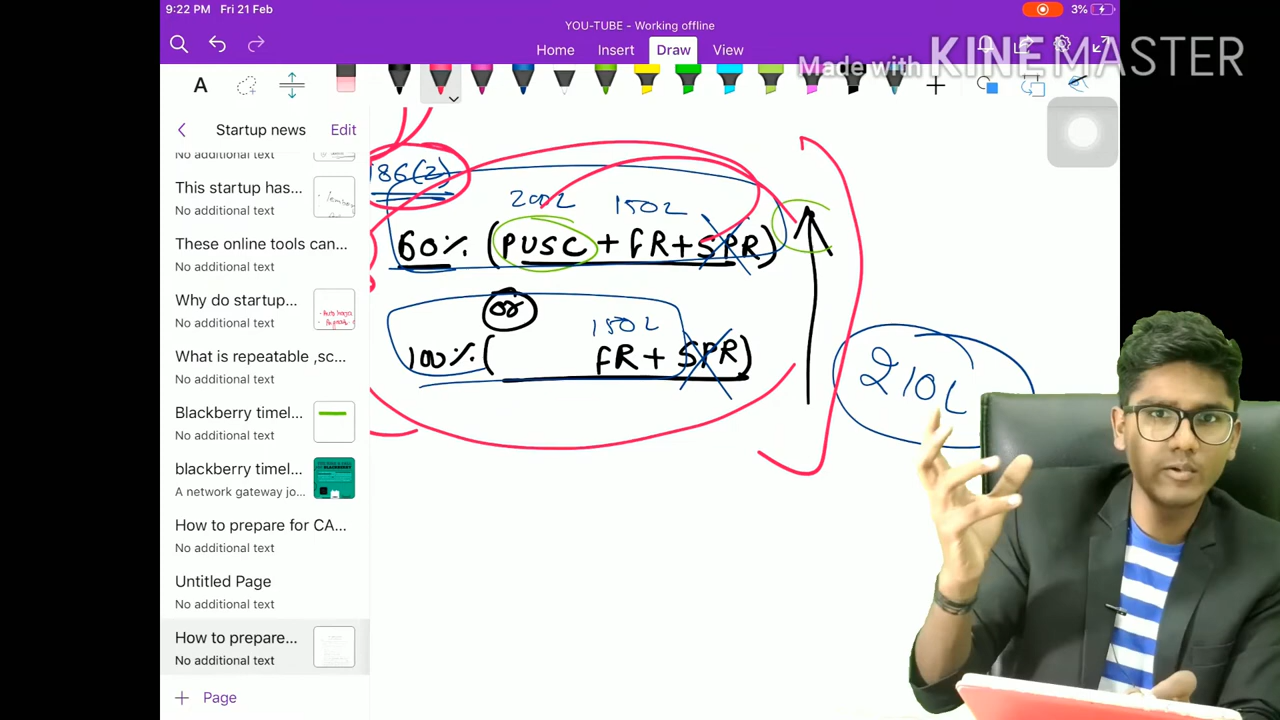 9:22 PM Fri 21 Feb
3%
YOU-TUBE - Working offline
Home Insert Draw View
Made with KINEMASTER
A
Startup news Edit
No additional text
This startup has...
No additional text
These online tools can...
No additional text
Why do startup...
No additional text
What is repeatable ,sc...
No additional text
Blackberry timel...
No additional text
blackberry timel...
A network gateway jo...
How to prepare for CA...
No additional text
Untitled Page
No additional text
How to prepare...
No additional text
+ Page
186(2)
200L 150L
60% (PUSC + FR + SPR)
or
150L
100% ( FR + SPR)
210L